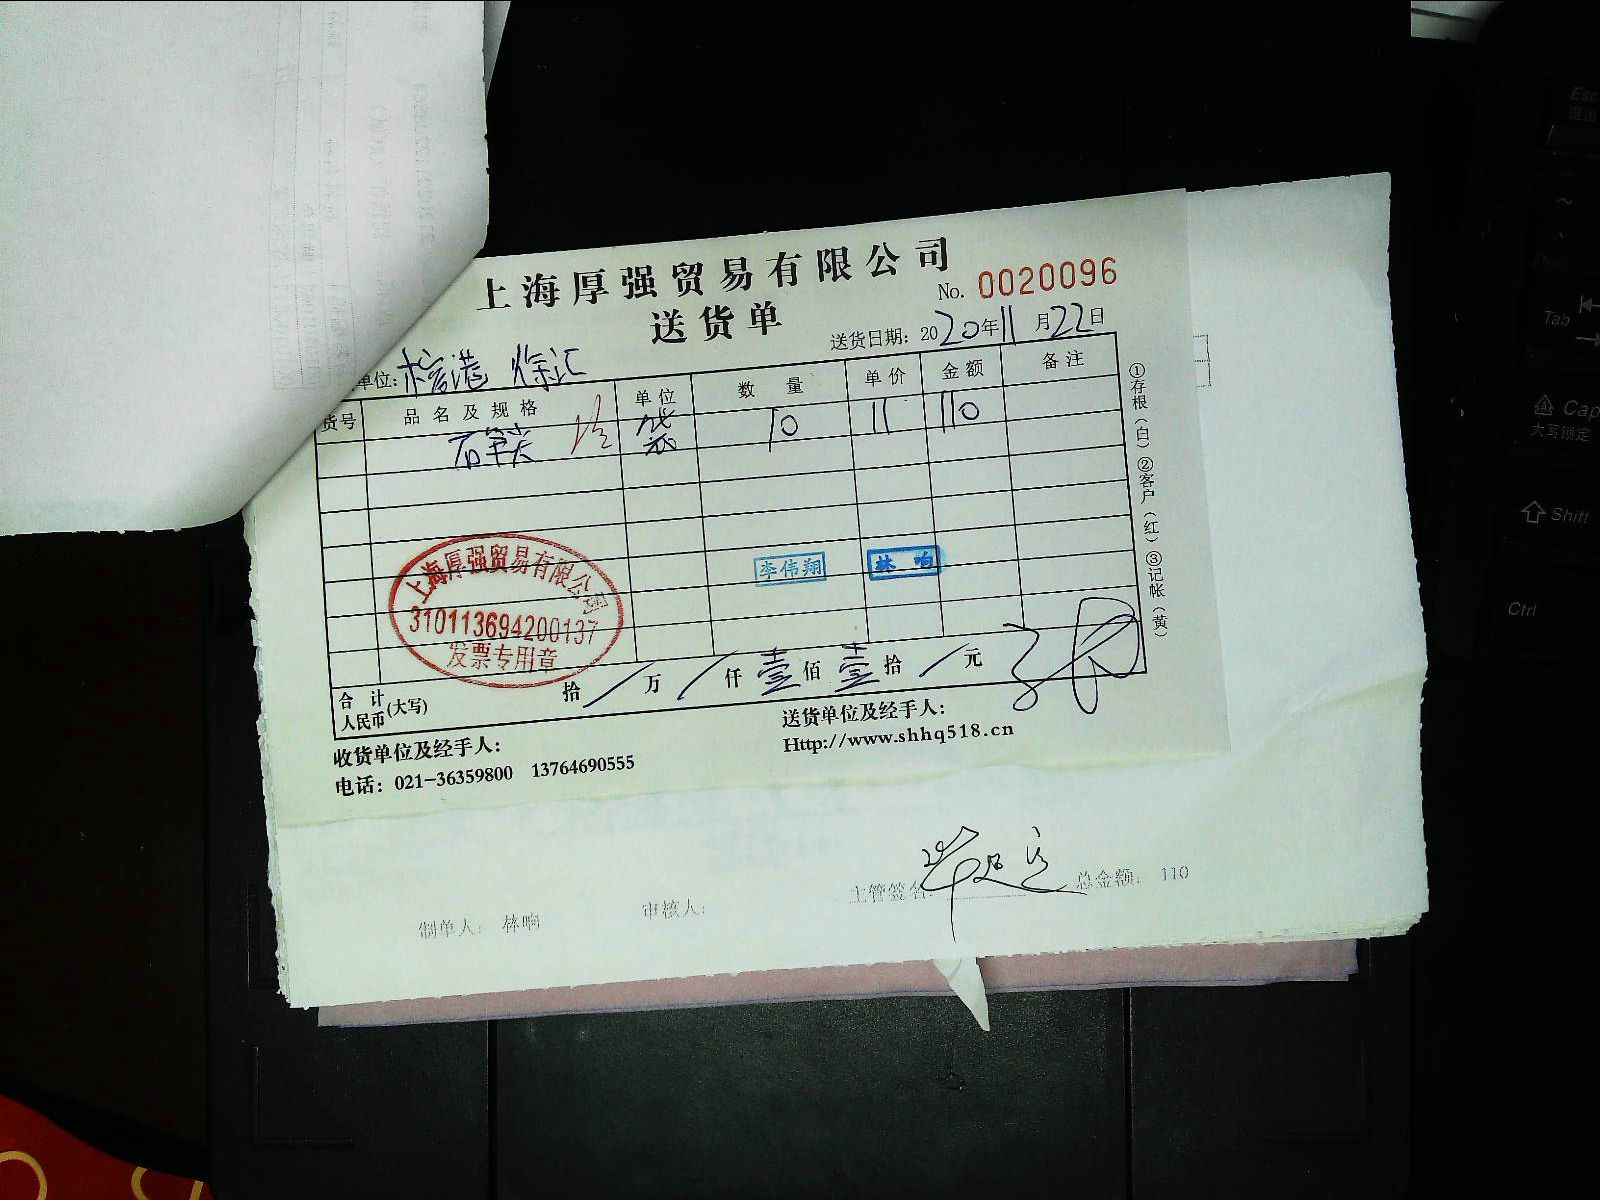 上海厚强贸易有限公司
送货单
No. 0020096
送货日期: 2020年11月22日
单位: 徐汇
货号 品名及规格 单位 数量 单价 金额 备注
石笋尖 袋 10 11 110
①存根(白)②客户(红)③记帐(黄)
李伟翔 林响
上海厚强贸易有限公司
310113694200137
发票专用章
合计人民币(大写) 拾 / 万 / 仟 壹 佰 壹 拾 / 元
收货单位及经手人: 送货单位及经手人:
电话: 021-36359800 13764690555 Http://www.shhq518.cn
制单人: 林响 审核人: 主管签名: 总金额: 110
Esc
退出
Tab
Cap
大写锁定
Shift
Ctrl